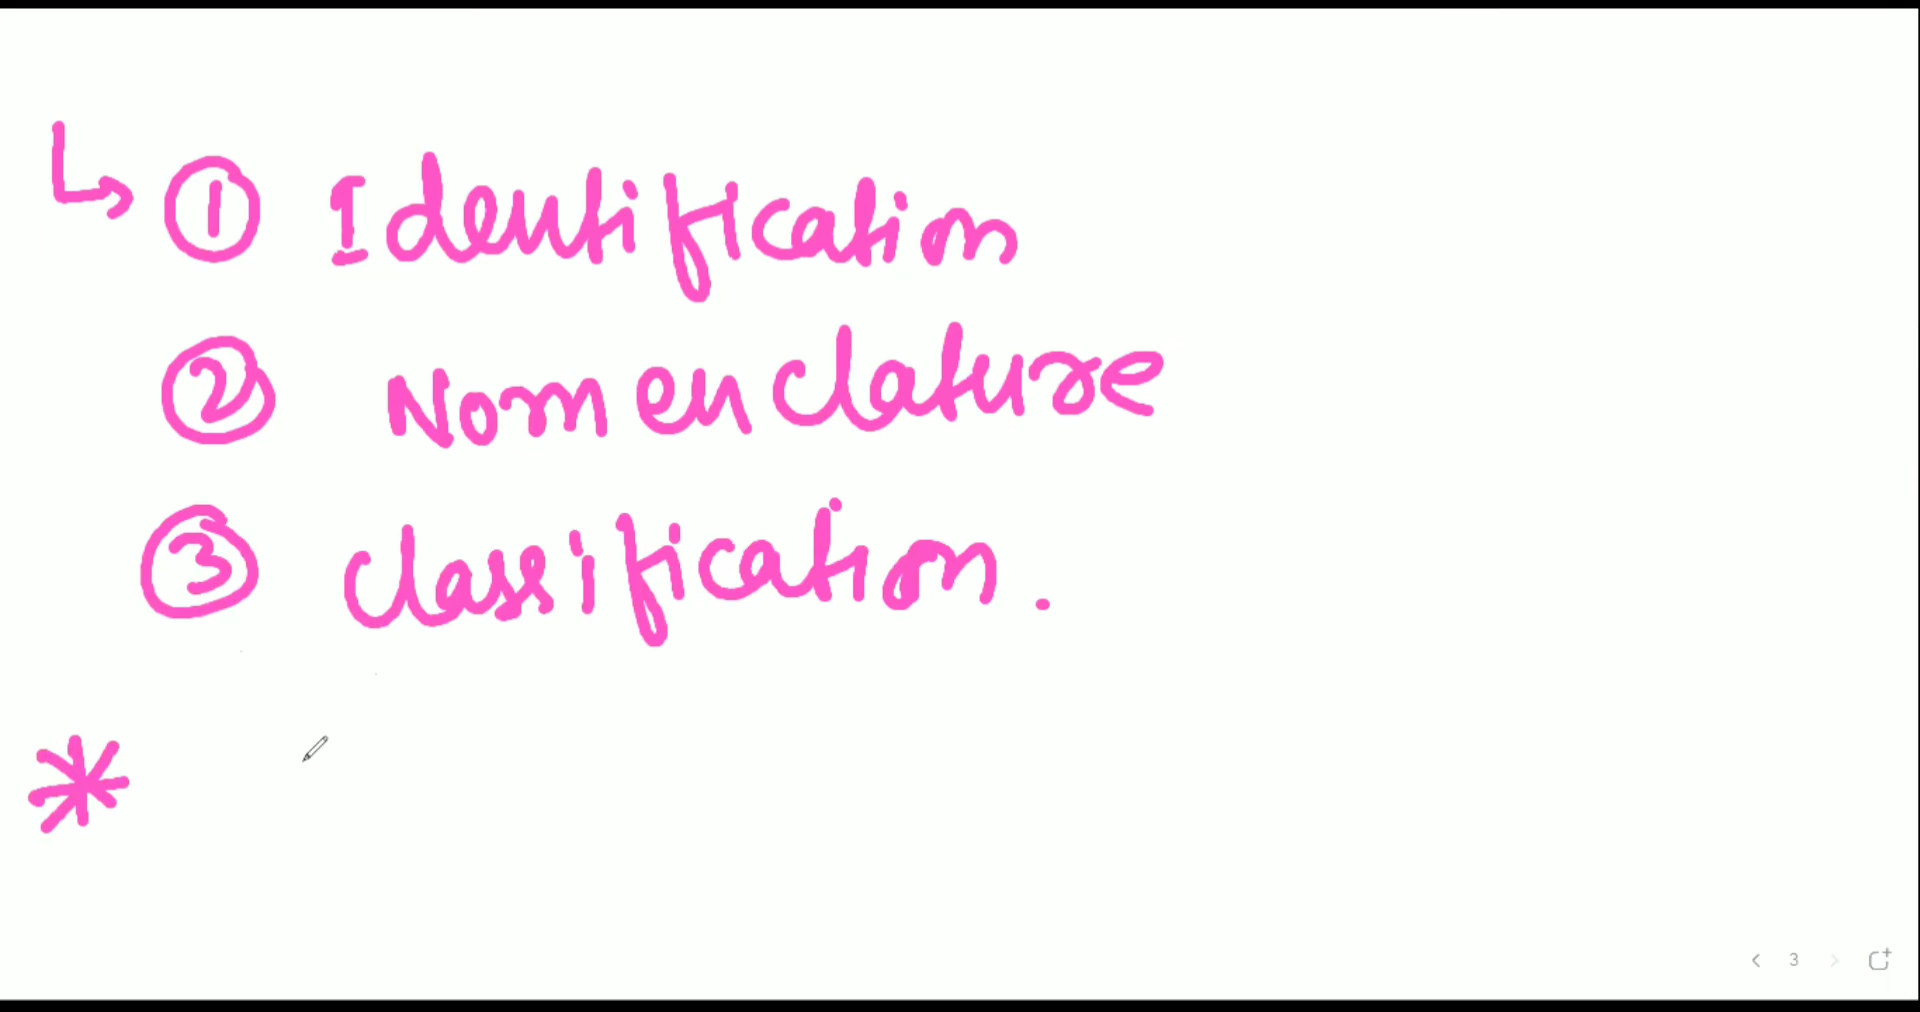 ↳ ① Identification
② Nomenclature
③ Classification.
*
< 3 >